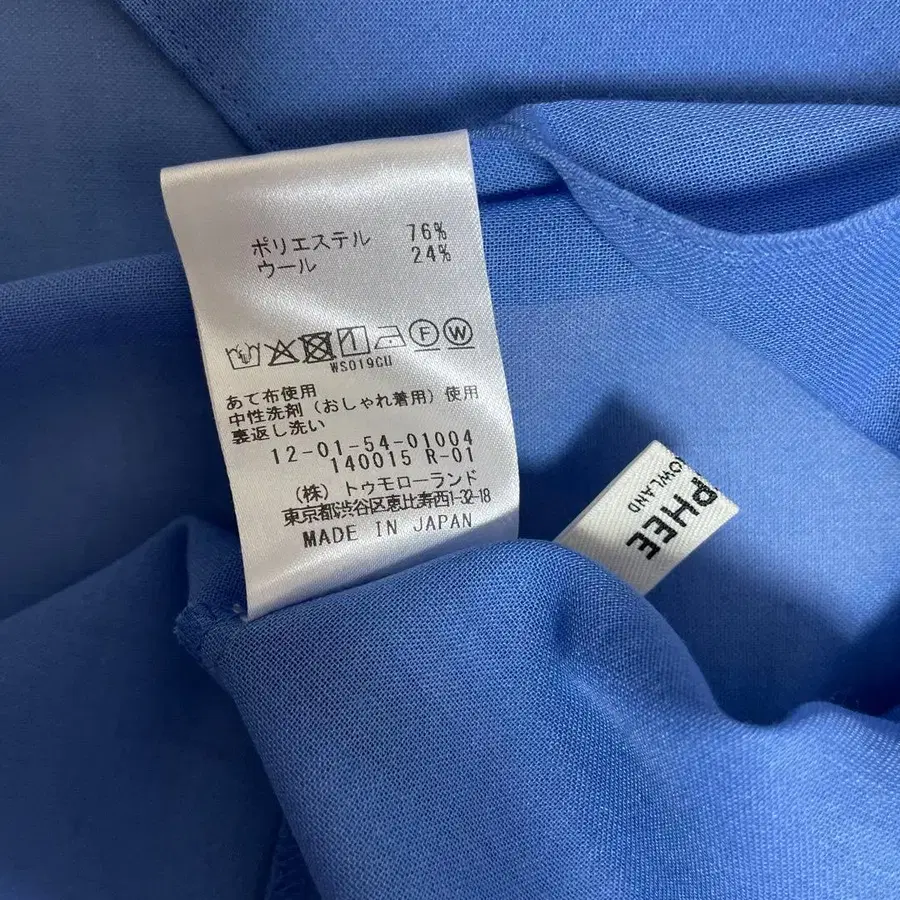 ポリエステル 76%
ウール 24%
F W
WS019GU
あて布使用
中性洗剤（おしゃれ着用）使用
裏返し洗い
12-01-54-01004
140015 R-01
（株）トゥモローランド
東京都渋谷区恵比寿西1-32-18
MADE IN JAPAN
PHEE
ROWLAND